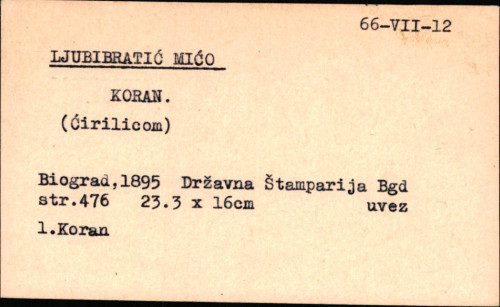 66-VII-12
LJUBIBRATIĆ MIĆO
KORAN.
(Ćirilicom)
Biograd,1895 Državna Štamparija Bgd
str.476 23.3 x 16cm uvez
1.Koran